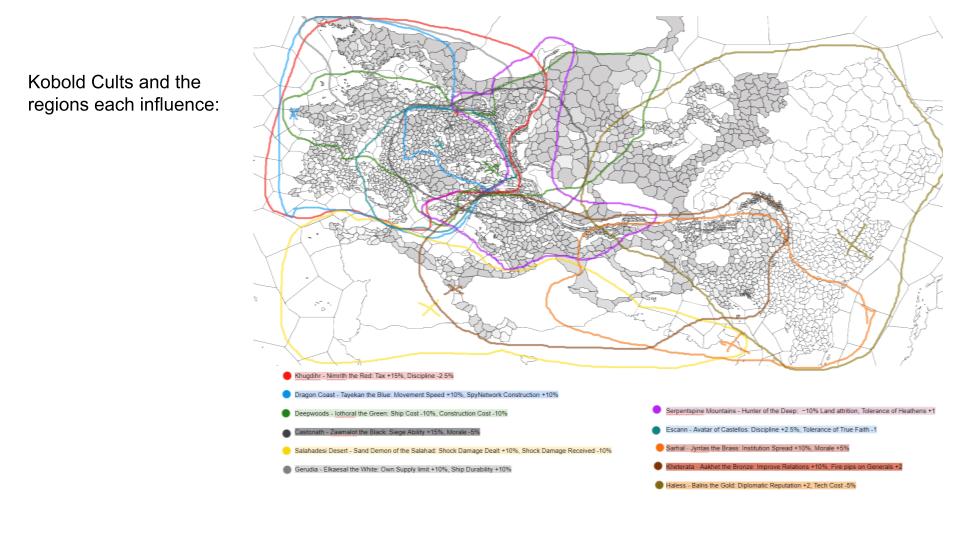 Kobold Cults and the
regions each influence:
Khugdihr - Nimrith the Red: Tax +15%, Discipline -2.5%
Dragon Coast - Tayekan the Blue: Movement Speed +10%, SpyNetwork Construction +10%
Deepwoods - Iothoral the Green: Ship Cost -10%, Construction Cost -10%
Castonath - Zawmalot the Black: Siege Ability +15%, Morale -5%
Salahadesi Desert - Sand Demon of the Salahad: Shock Damage Dealt +10%, Shock Damage Received -10%
Gerudia - Elkaesal the White: Own Supply limit +10%, Ship Durability +10%
Serpentspine Mountains - Hunter of the Deep: −10% Land attrition, Tolerance of Heathens +1
Escann - Avatar of Castellos: Discipline +2.5%, Tolerance of True Faith -1
Sarhal - Jyntas the Brass: Institution Spread +10%, Morale +5%
Kheterata - Aakhet the Bronze: Improve Relations +10%, Fire pips on Generals +2
Haless - Balris the Gold: Diplomatic Reputation +2, Tech Cost -5%